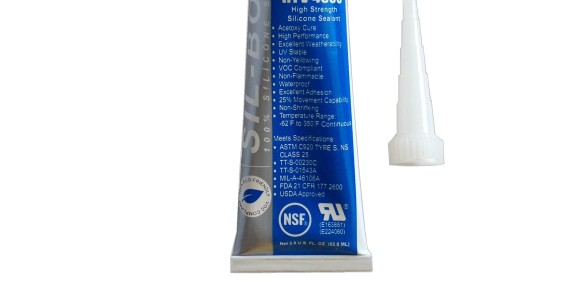 High Strength
Silicone Sealant
• Acetoxy Cure
• High Performance
• Excellent Weatherability
• UV Stable
• Non-Yellowing
• VOC Compliant
• Non-Flammable
• Waterproof
• Excellent Adhesion
• 25% Movement Capability
• Non-Shrinking
• Temperature Range:
-62°F to 350°F Continuous
Meets Specifications:
• ASTM C920 TYPE S, NS
CLASS 25
• TT-S-00230C
• TT-S-01543A
• MIL-A-46106A
• FDA 21 CFR 177.2600
• USDA Approved
NSF
(E163851)
(E224060)
100% SILICONE